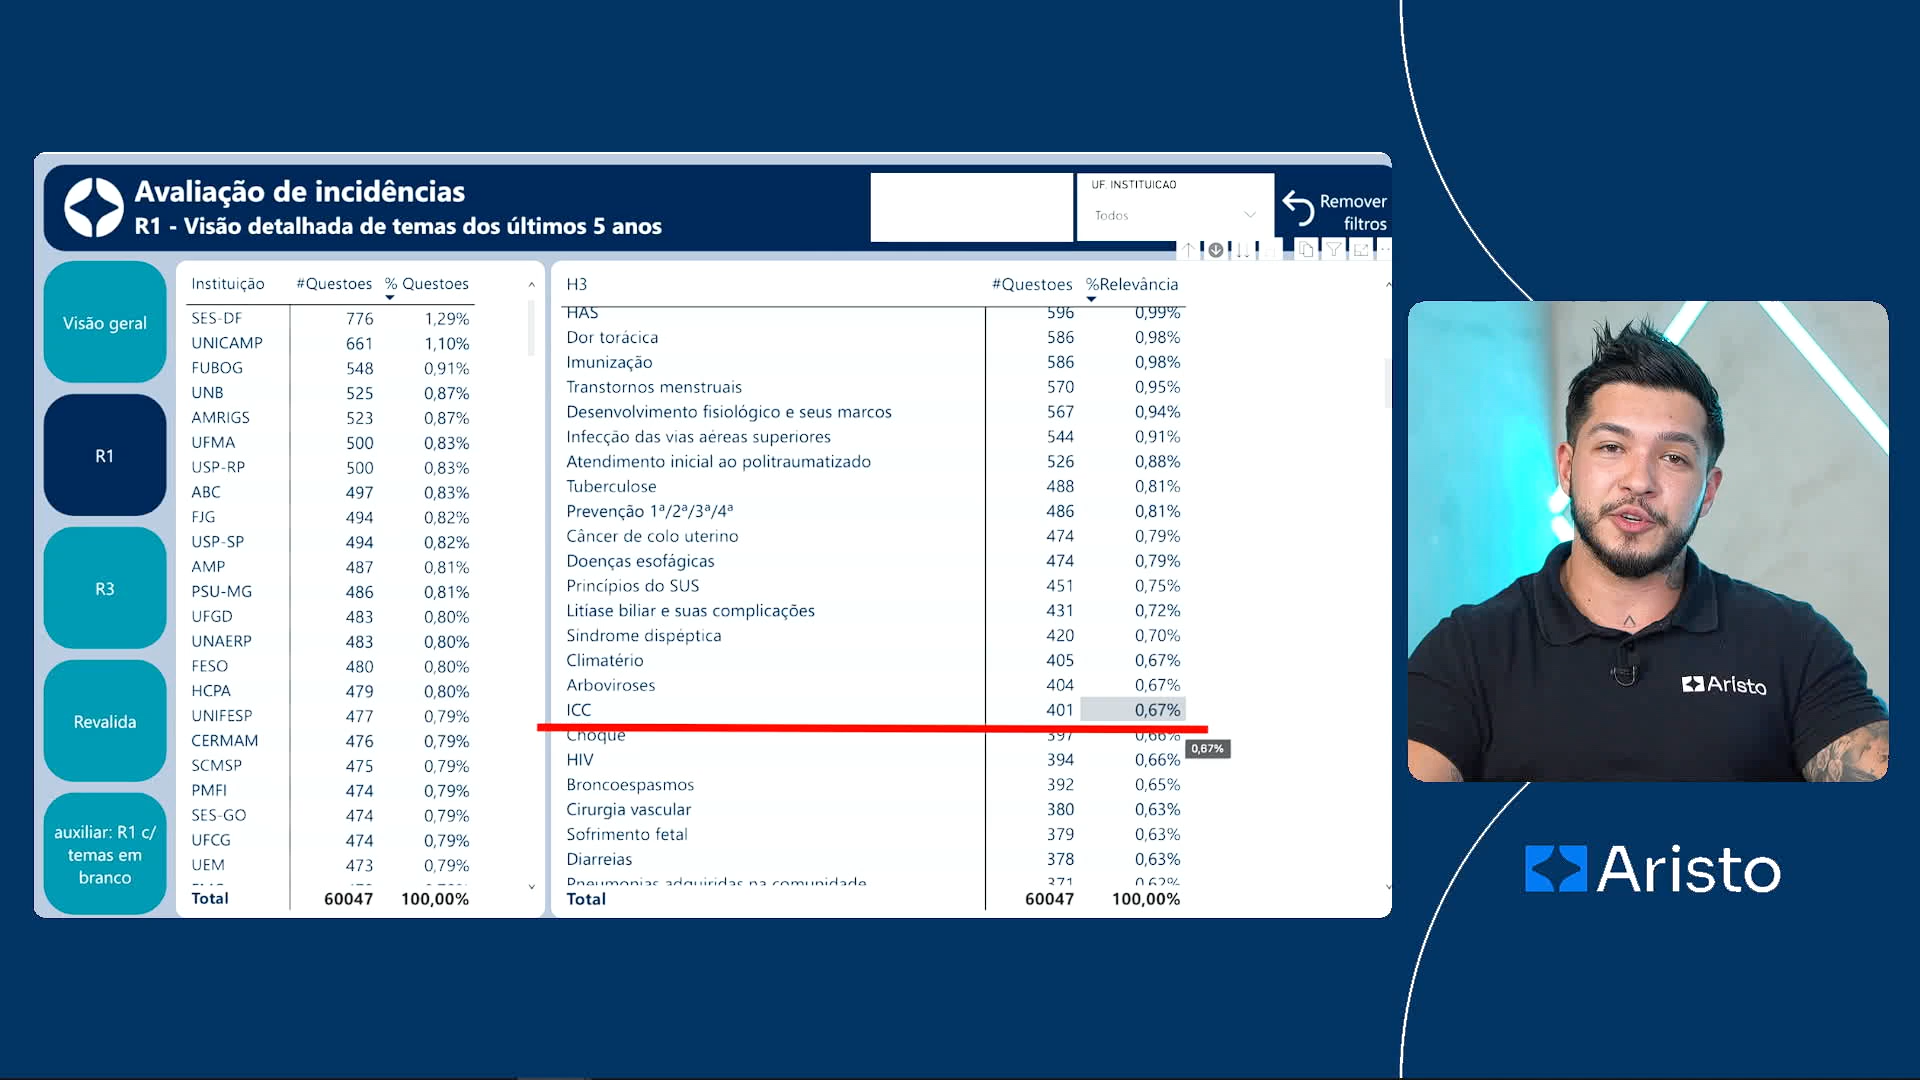 Avaliação de incidências
R1 - Visão detalhada de temas dos últimos 5 anos
UF. INSTITUICAO
Todos
Remover
filtros
Visão geral
R1
R3
Revalida
auxiliar: R1 c/
temas em
branco
Instituição #Questoes % Questoes
SES-DF 776 1,29%
UNICAMP 661 1,10%
FUBOG 548 0,91%
UNB 525 0,87%
AMRIGS 523 0,87%
UFMA 500 0,83%
USP-RP 500 0,83%
ABC 497 0,83%
FJG 494 0,82%
USP-SP 494 0,82%
AMP 487 0,81%
PSU-MG 486 0,81%
UFGD 483 0,80%
UNAERP 483 0,80%
FESO 480 0,80%
HCPA 479 0,80%
UNIFESP 477 0,79%
CERMAM 476 0,79%
SCMSP 475 0,79%
PMFI 474 0,79%
SES-GO 474 0,79%
UFCG 474 0,79%
UEM 473 0,79%
Total 60047 100,00%
H3 #Questoes %Relevância
HAS 596 0,99%
Dor torácica 586 0,98%
Imunização 586 0,98%
Transtornos menstruais 570 0,95%
Desenvolvimento fisiológico e seus marcos 567 0,94%
Infecção das vias aéreas superiores 544 0,91%
Atendimento inicial ao politraumatizado 526 0,88%
Tuberculose 488 0,81%
Prevenção 1ª/2ª/3ª/4ª 486 0,81%
Câncer de colo uterino 474 0,79%
Doenças esofágicas 474 0,79%
Princípios do SUS 451 0,75%
Litíase biliar e suas complicações 431 0,72%
Síndrome dispéptica 420 0,70%
Climatério 405 0,67%
Arboviroses 404 0,67%
ICC 401 0,67%
Choque 397 0,66%
0,67%
HIV 394 0,66%
Broncoespasmos 392 0,65%
Cirurgia vascular 380 0,63%
Sofrimento fetal 379 0,63%
Diarreias 378 0,63%
Pneumonias adquiridas na comunidade 371 0,62%
Total 60047 100,00%
Aristo
Aristo